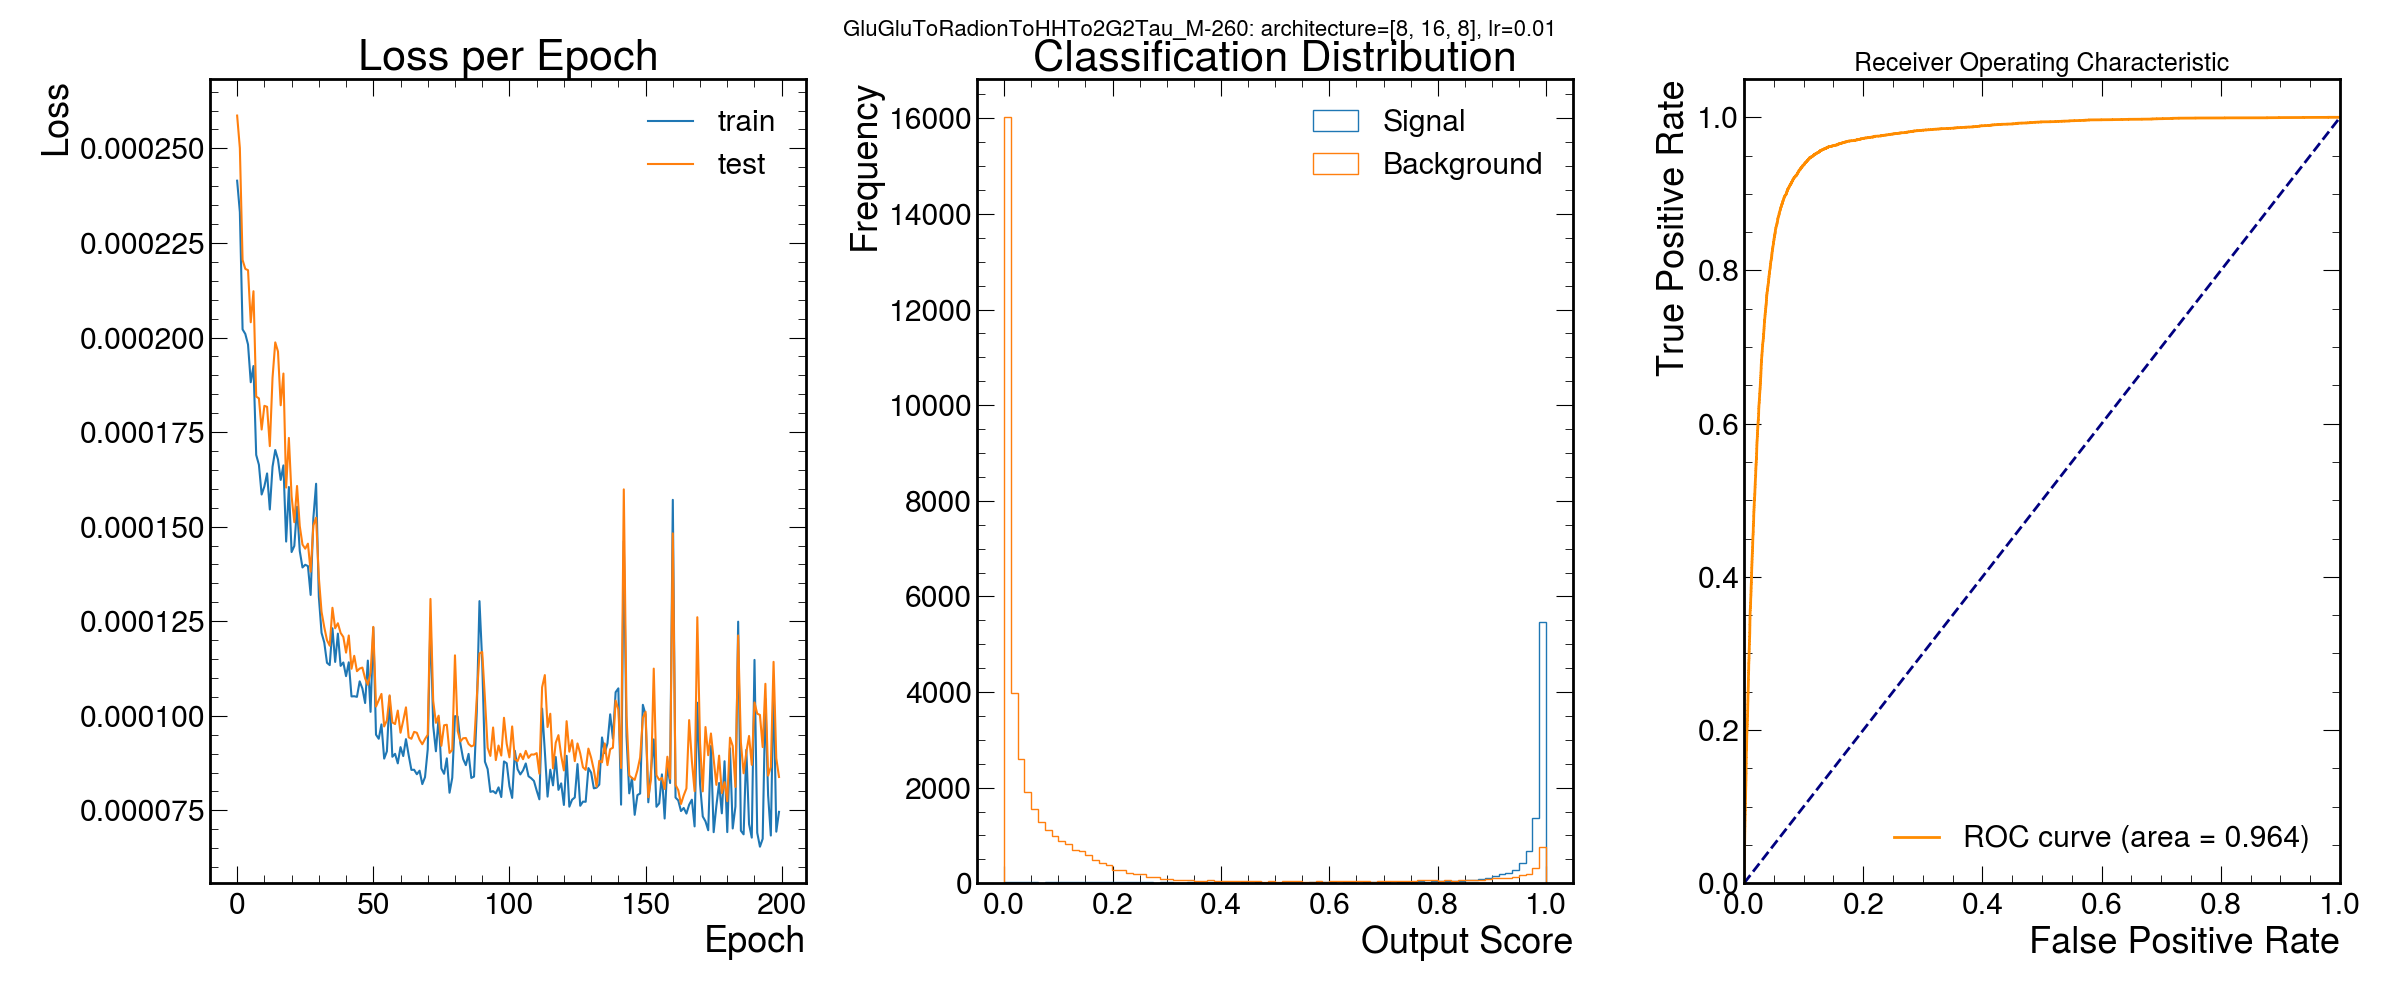 GluGluToRadionToHHTo2G2Tau_M-260: architecture=[8, 16, 8], lr=0.01
Loss per Epoch
Loss
0.000250
0.000225
0.000200
0.000175
0.000150
0.000125
0.000100
0.000075
train
test
0 50 100 150 200
Epoch
Classification Distribution
Frequency
16000
14000
12000
10000
8000
6000
4000
2000
0
Signal
Background
0.0 0.2 0.4 0.6 0.8 1.0
Output Score
Receiver Operating Characteristic
True Positive Rate
1.0
0.8
0.6
0.4
0.2
0.0
ROC curve (area = 0.964)
0.0 0.2 0.4 0.6 0.8 1.0
False Positive Rate